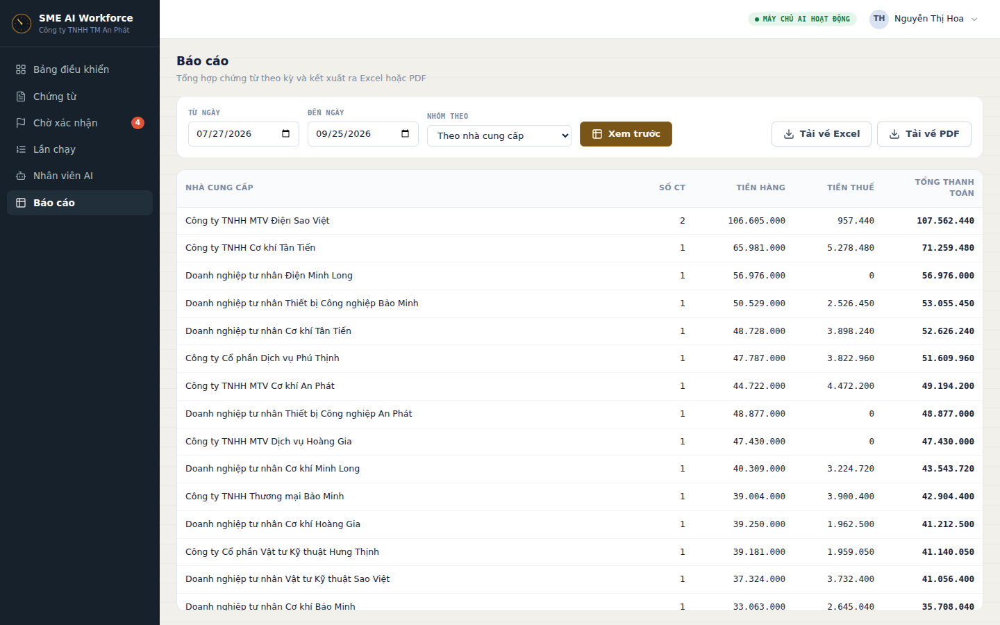 SME AI Workforce
Công ty TNHH TM An Phát
Bảng điều khiển
Chứng từ
Chờ xác nhận 4
Lần chạy
Nhân viên AI
Báo cáo
MÁY CHỦ AI HOẠT ĐỘNG
TH Nguyễn Thị Hoa
Báo cáo
Tổng hợp chứng từ theo kỳ và kết xuất ra Excel hoặc PDF
TỪ NGÀY ĐẾN NGÀY NHÓM THEO
07/27/2026 09/25/2026 Theo nhà cung cấp Xem trước Tải về Excel Tải về PDF
NHÀ CUNG CẤP SỐ CT TIỀN HÀNG TIỀN THUẾ TỔNG THANH TOÁN
Công ty TNHH MTV Điện Sao Việt 2 106.605.000 957.440 107.562.440
Công ty TNHH Cơ khí Tân Tiến 1 65.981.000 5.278.480 71.259.480
Doanh nghiệp tư nhân Điện Minh Long 1 56.976.000 0 56.976.000
Doanh nghiệp tư nhân Thiết bị Công nghiệp Bảo Minh 1 50.529.000 2.526.450 53.055.450
Doanh nghiệp tư nhân Cơ khí Tân Tiến 1 48.728.000 3.898.240 52.626.240
Công ty Cổ phần Dịch vụ Phú Thịnh 1 47.787.000 3.822.960 51.609.960
Công ty TNHH MTV Cơ khí An Phát 1 44.722.000 4.472.200 49.194.200
Doanh nghiệp tư nhân Thiết bị Công nghiệp An Phát 1 48.877.000 0 48.877.000
Công ty TNHH MTV Dịch vụ Hoàng Gia 1 47.430.000 0 47.430.000
Doanh nghiệp tư nhân Cơ khí Minh Long 1 40.309.000 3.224.720 43.543.720
Công ty TNHH Thương mại Bảo Minh 1 39.004.000 3.900.400 42.904.400
Doanh nghiệp tư nhân Cơ khí Hoàng Gia 1 39.250.000 1.962.500 41.212.500
Công ty Cổ phần Vật tư Kỹ thuật Hưng Thịnh 1 39.181.000 1.959.050 41.140.050
Doanh nghiệp tư nhân Vật tư Kỹ thuật Sao Việt 1 37.324.000 3.732.400 41.056.400
Doanh nghiệp tư nhân Cơ khí Bảo Minh 1 33.063.000 2.645.040 35.708.040